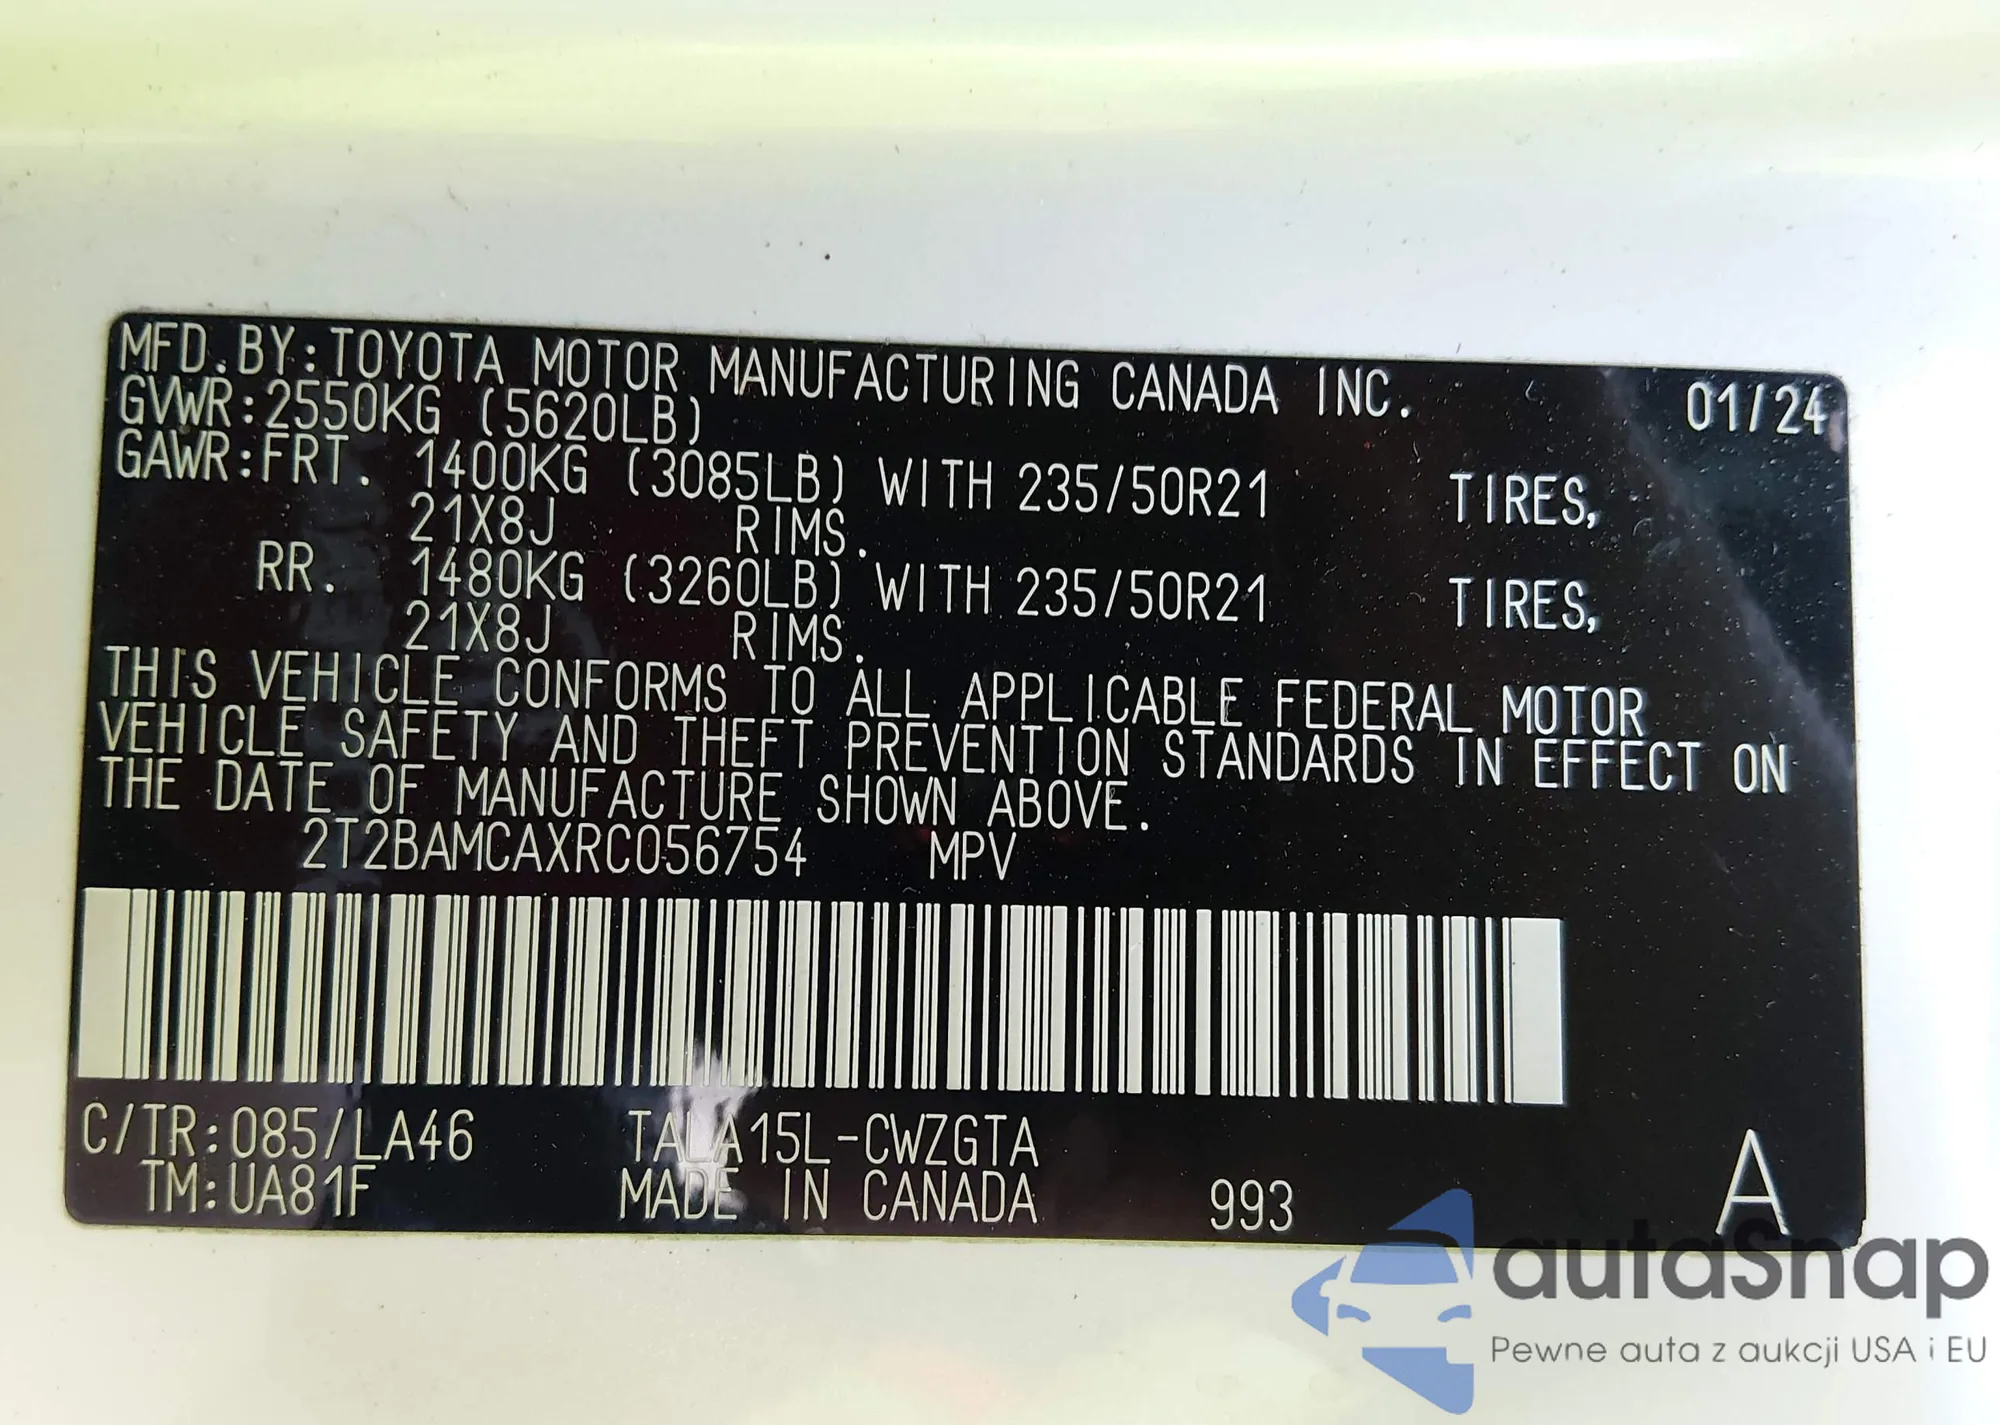 MFD.BY:TOYOTA MOTOR MANUFACTURING CANADA INC. 01/24
GVWR:2550KG (5620LB)
GAWR:FRT. 1400KG (3085LB) WITH 235/50R21 TIRES,
21X8J RIMS.
RR. 1480KG (3260LB) WITH 235/50R21 TIRES,
21X8J RIMS.
THIS VEHICLE CONFORMS TO ALL APPLICABLE FEDERAL MOTOR
VEHICLE SAFETY AND THEFT PREVENTION STANDARDS IN EFFECT ON
THE DATE OF MANUFACTURE SHOWN ABOVE.
2T2BAMCAXRC056754 MPV
C/TR:085/LA46 TALA15L-CWZGTA
TM:UA81F MADE IN CANADA 993 A
autaSnap
Pewne auta z aukcji USA i EU